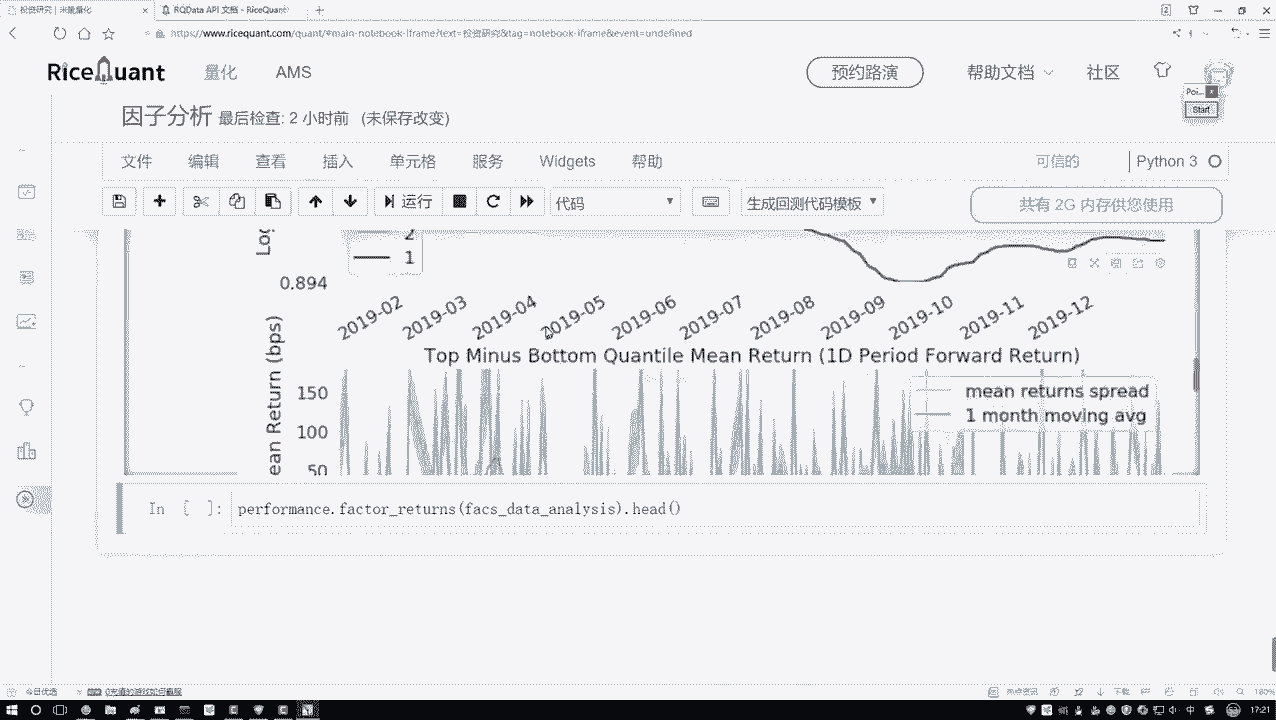 投资研究 | 米筐量化
RQData API 文档 - RiceQuant
https://www.ricequant.com/quant/#main-notebook-iframe?text=投资研究&tag=notebook-iframe&event=undefined
RiceQuant 量化 AMS 预约路演 帮助文档 社区
Start
因子分析 最后检查: 2 小时前 (未保存改变)
文件 编辑 查看 插入 单元格 服务 Widgets 帮助 可信的 Python 3
运行 代码 生成回测代码模板 共有 2G 内存供您使用
2
1
0.894
2019-02 2019-03 2019-04 2019-05 2019-06 2019-07 2019-08 2019-09 2019-10 2019-11 2019-12
Top Minus Bottom Quantile Mean Return (1D Period Forward Return)
ean Return (bps)
150
100
50
mean returns spread
1 month moving avg
In [ ]: performance.factor_returns(facs_data_analysis).head()
今日优选
热点资讯 下载 160%
中 17:21